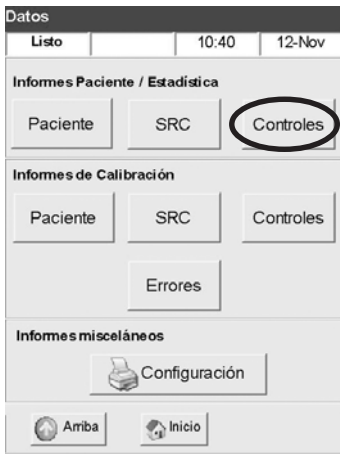 Datos
Listo 10:40 12-Nov
Informes Paciente / Estadística
Paciente SRC Controles
Informes de Calibración
Paciente SRC Controles
Errores
Informes misceláneos
Configuración
Arriba Inicio